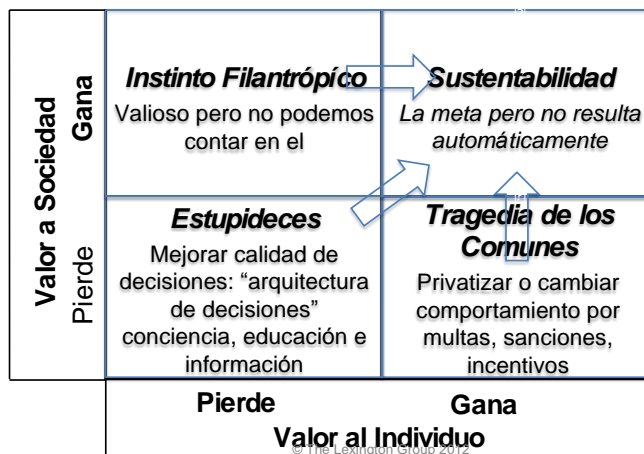 Valor a Sociedad
Gana
Instinto Filantrópíco
Valioso pero no podemos
contar en el
Sustentabilidad
La meta pero no resulta
automáticamente
Pierde
Estupideces
Mejorar calidad de
decisiones: “arquitectura
de decisiones”
conciencia, educación e
información
Tragedia de los
Comunes
Privatizar o cambiar
comportamiento por
multas, sanciones,
incentivos
Pierde
Gana
Valor al Individuo
© The Lexington Group 2012